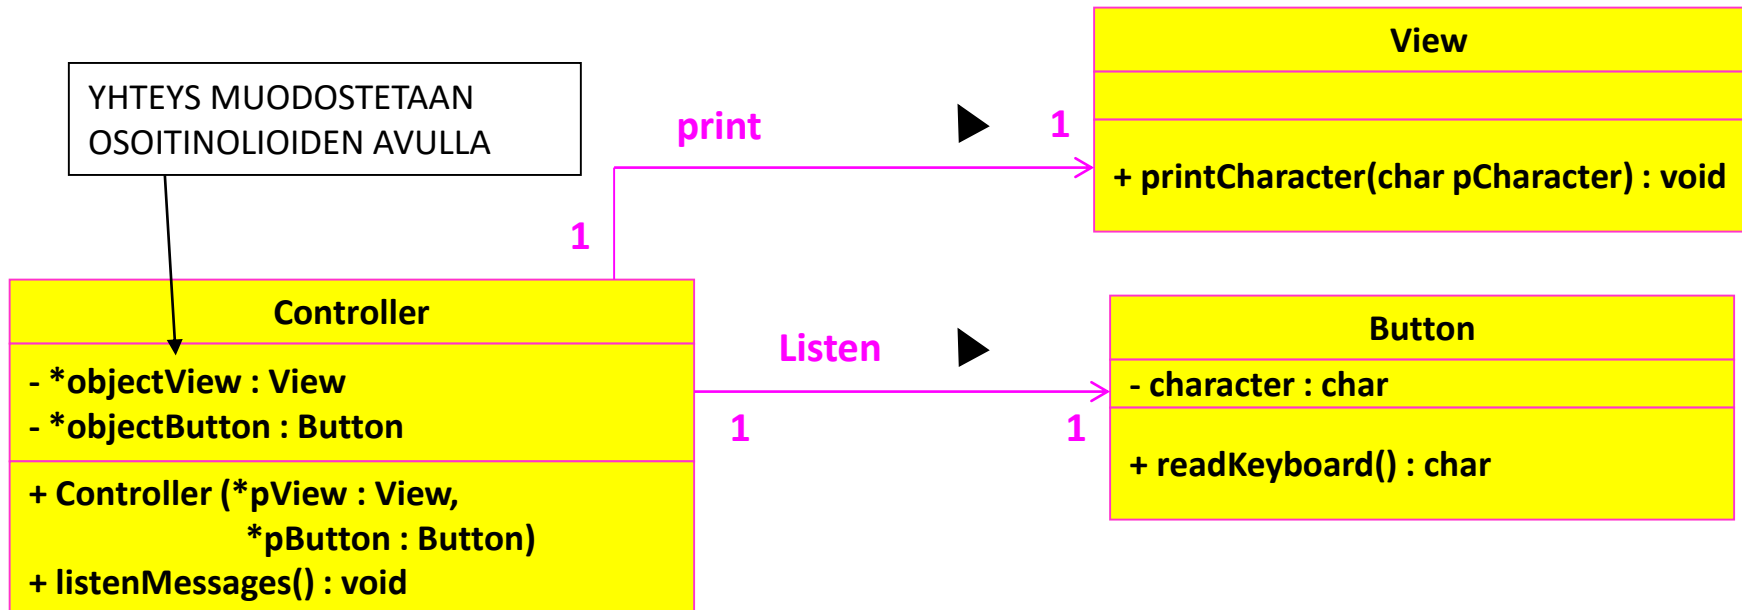 YHTEYS MUODOSTETAAN
OSOITINOLIOIDEN AVULLA
print
1
1
View
+ printCharacter(char pCharacter) : void
Controller
- *objectView : View
- *objectButton : Button
+ Controller (*pView : View,
*pButton : Button)
+ listenMessages() : void
Listen
1
1
Button
- character : char
+ readKeyboard() : char